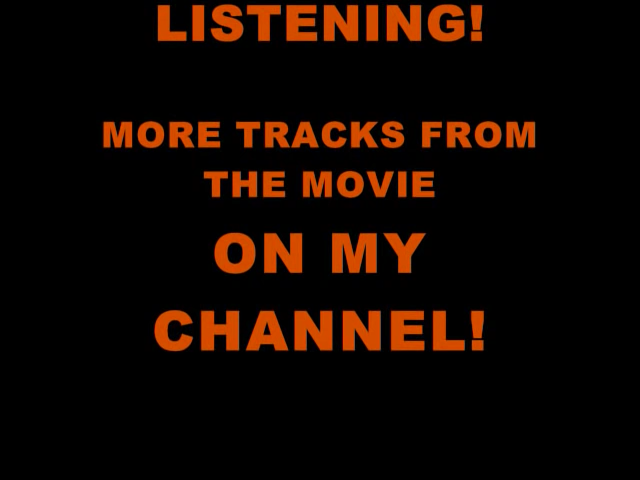 LISTENING!
MORE TRACKS FROM
THE MOVIE
ON MY
CHANNEL!